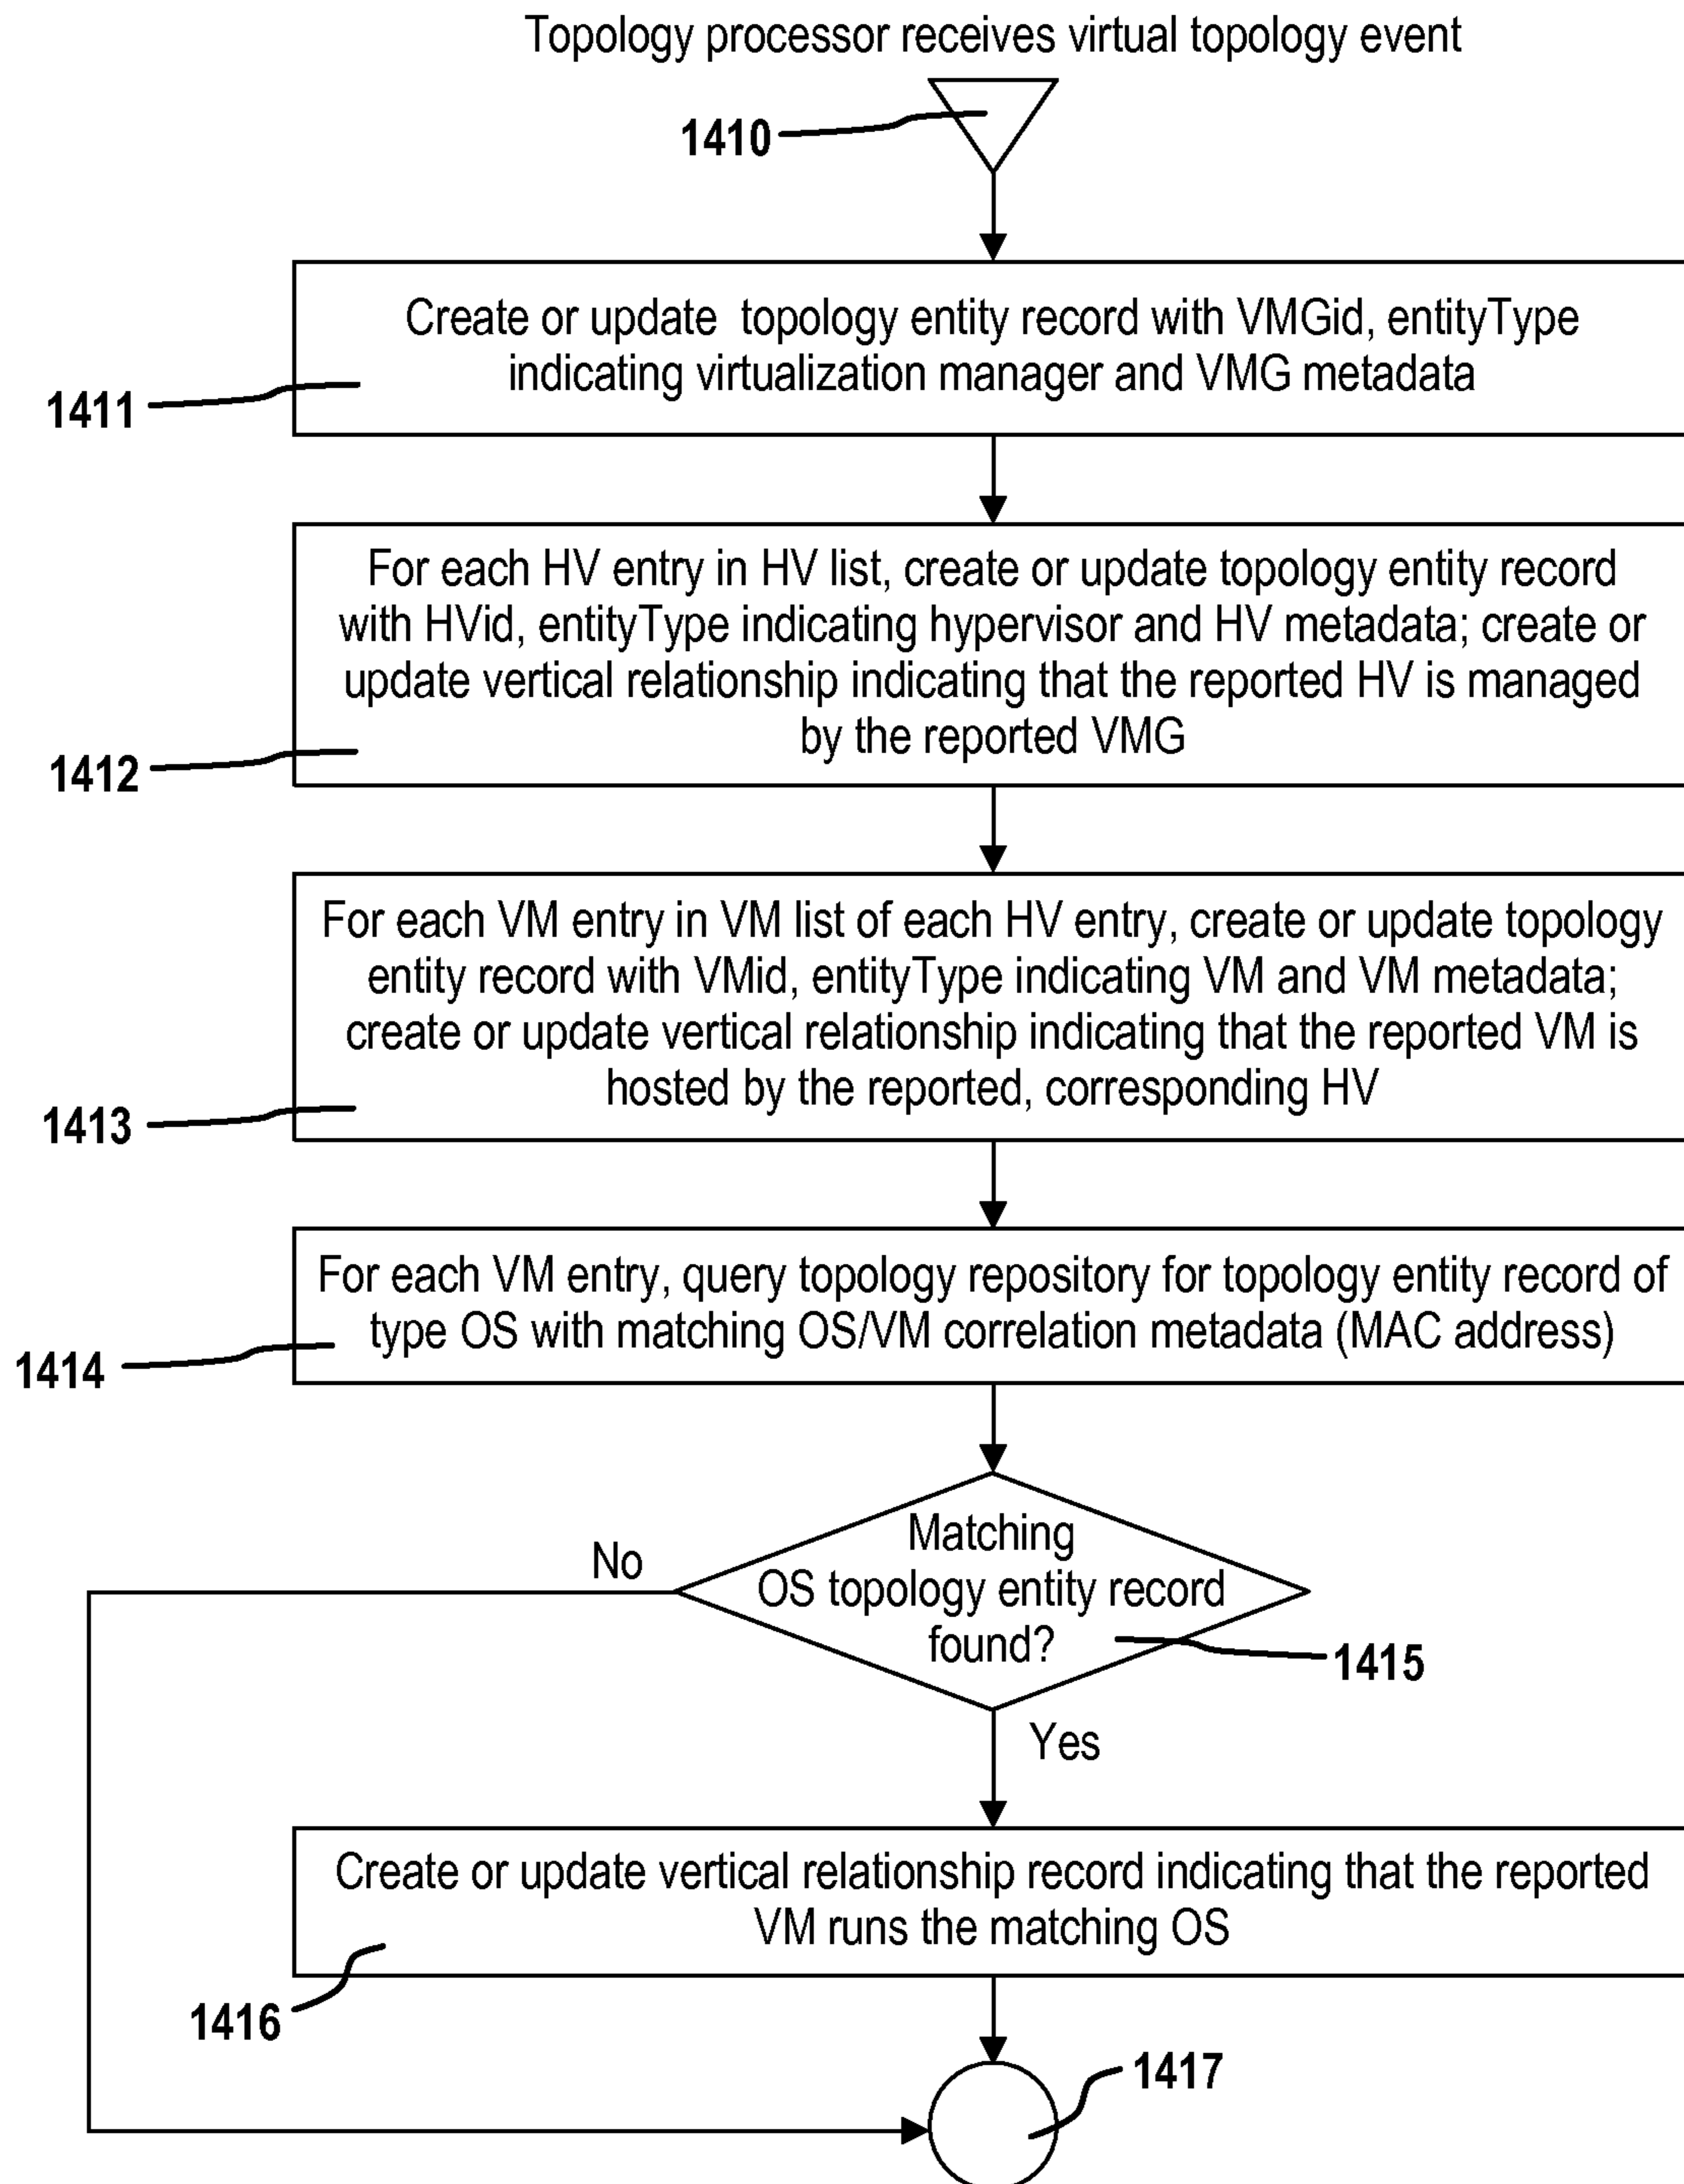 Topology processor receives virtual topology event
1410
Create or update topology entity record with VMGid, entityType
indicating virtualization manager and VMG metadata
1411
For each HV entry in HV list, create or update topology entity record
with HVid, entityType indicating hypervisor and HV metadata; create or
update vertical relationship indicating that the reported HV is managed
by the reported VMG
1412
For each VM entry in VM list of each HV entry, create or update topology
entity record with VMid, entityType indicating VM and VM metadata;
create or update vertical relationship indicating that the reported VM is
hosted by the reported, corresponding HV
1413
For each VM entry, query topology repository for topology entity record of
type OS with matching OS/VM correlation metadata (MAC address)
1414
Matching
No
OS topology entity record
found?
1415
Yes
Create or update vertical relationship record indicating that the reported
VM runs the matching OS
1416
1417